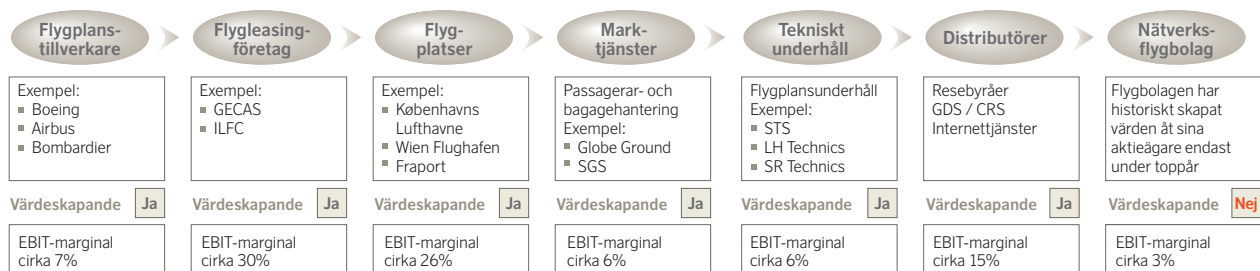 Flygplans-
tillverkare
Exempel:
Boeing
Airbus
Bombardier
Värdeskapande Ja
EBIT-marginal
cirka 7%
Flygleasing-
företag
Exempel:
GECAS
ILFC
Värdeskapande Ja
EBIT-marginal
cirka 30%
Flyg-
platser
Exempel:
Københavns
Lufthavne
Wien Flughafen
Fraport
Värdeskapande Ja
EBIT-marginal
cirka 26%
Mark-
tjänster
Passagerar- och
bagagehantering
Exempel:
Globe Ground
SGS
Värdeskapande Ja
EBIT-marginal
cirka 6%
Tekniskt
underhåll
Flygplansunderhåll
Exempel:
STS
LH Technics
SR Technics
Värdeskapande Ja
EBIT-marginal
cirka 6%
Distributörer
Resebyråer
GDS / CRS
Internettjänster
Värdeskapande Ja
EBIT-marginal
cirka 15%
Nätverks-
flygbolag
Flygbolagen har
historiskt skapat
värden åt sina
aktieägare endast
under toppår
Värdeskapande Nej
EBIT-marginal
cirka 3%